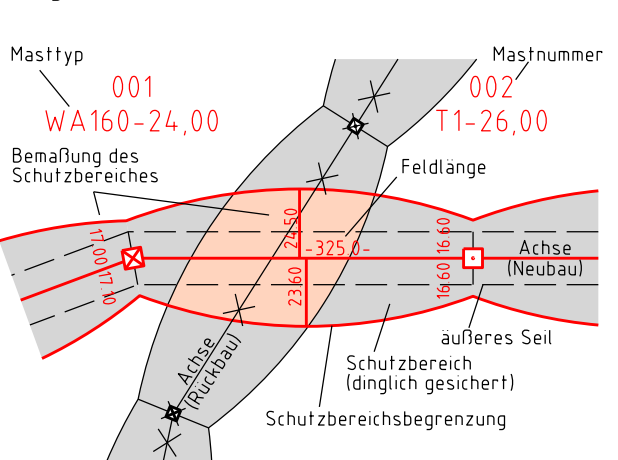 Masttyp
Mastnummer
001
002
WA160-24,00
T1-26,00
Bemaßung des
Schutzbereiches
Feldlänge
17.00
17.10
24.50
-325.0-
23.60
16.60
16.60
Achse
(Neubau)
äußeres Seil
Achse
(Rückbau)
Schutzbereich
(dinglich gesichert)
Schutzbereichsbegrenzung